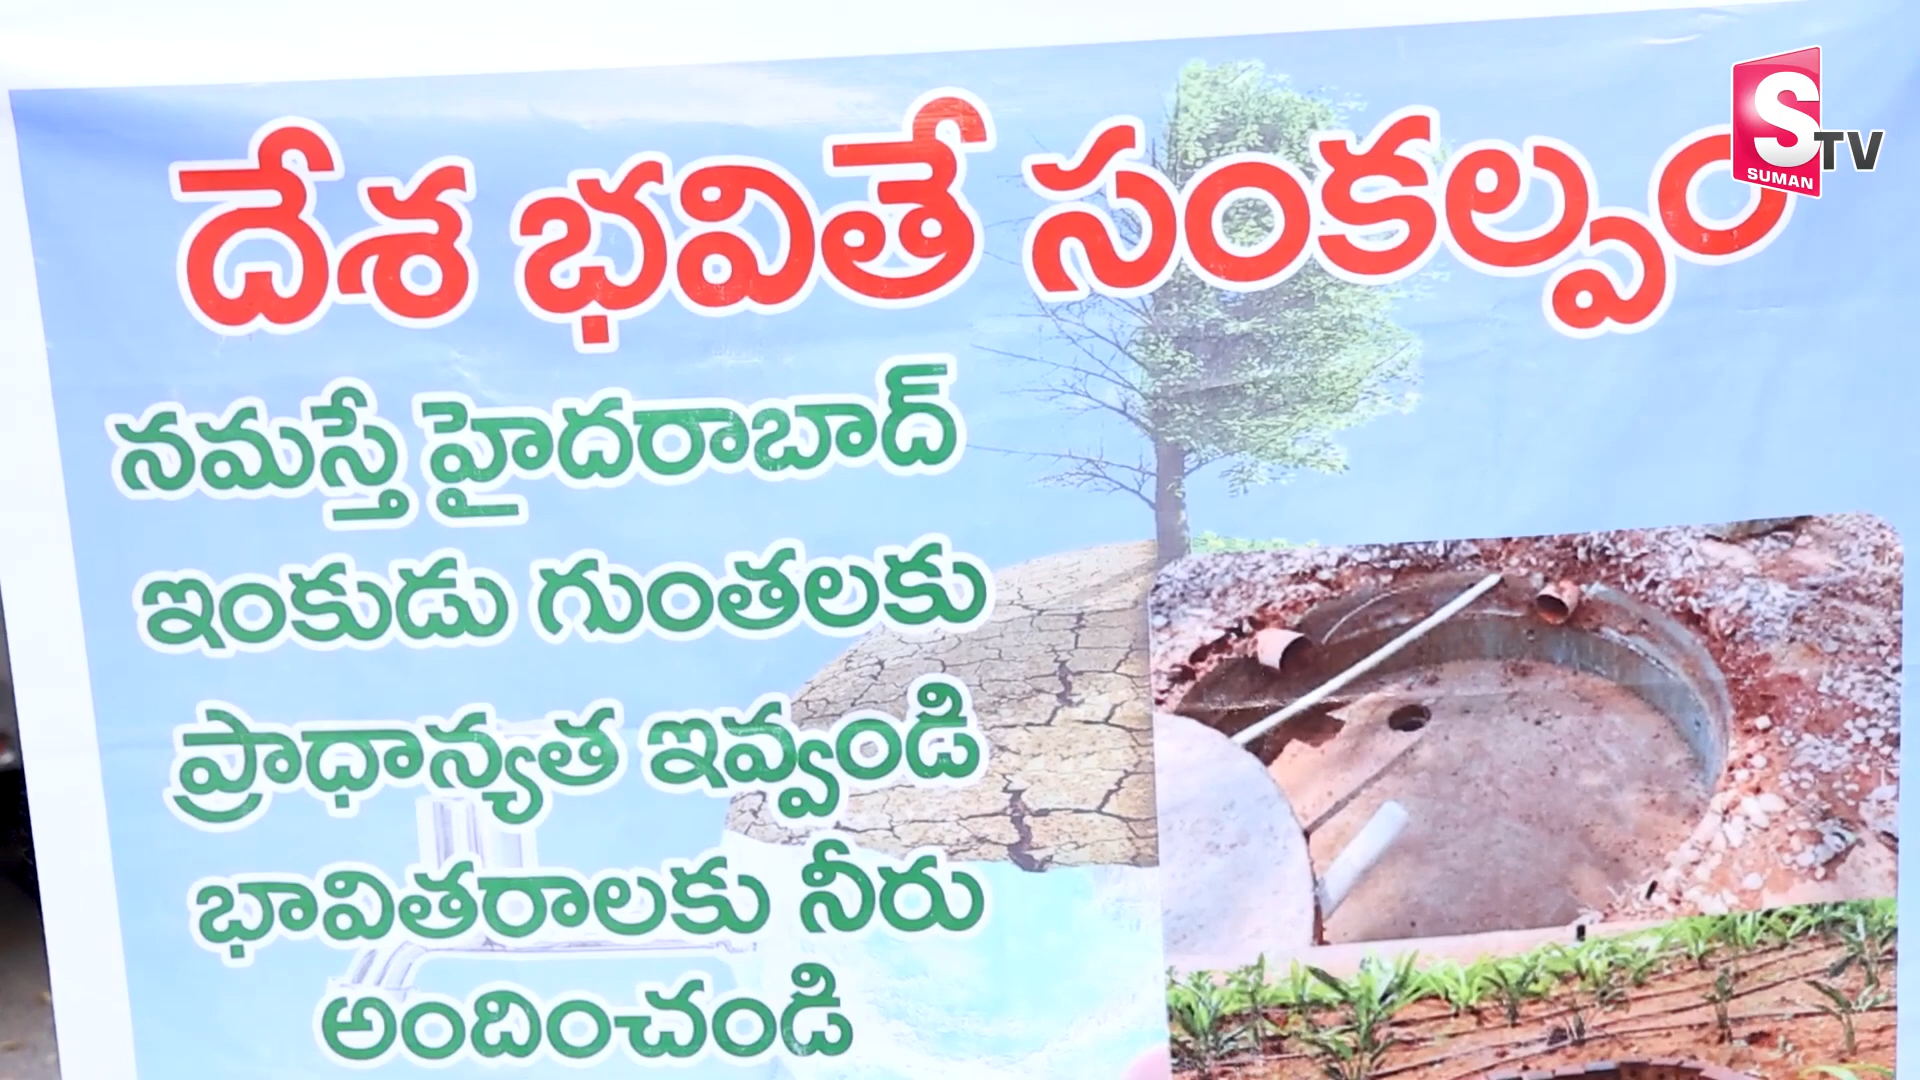 దేశ భవితే సంకల్పం
నమస్తే హైదరాబాద్
ఇంకుడు గుంతలకు
ప్రాధాన్యత ఇవ్వండి
భావితరాలకు నీరు
అందించండి
S TV
SUMAN